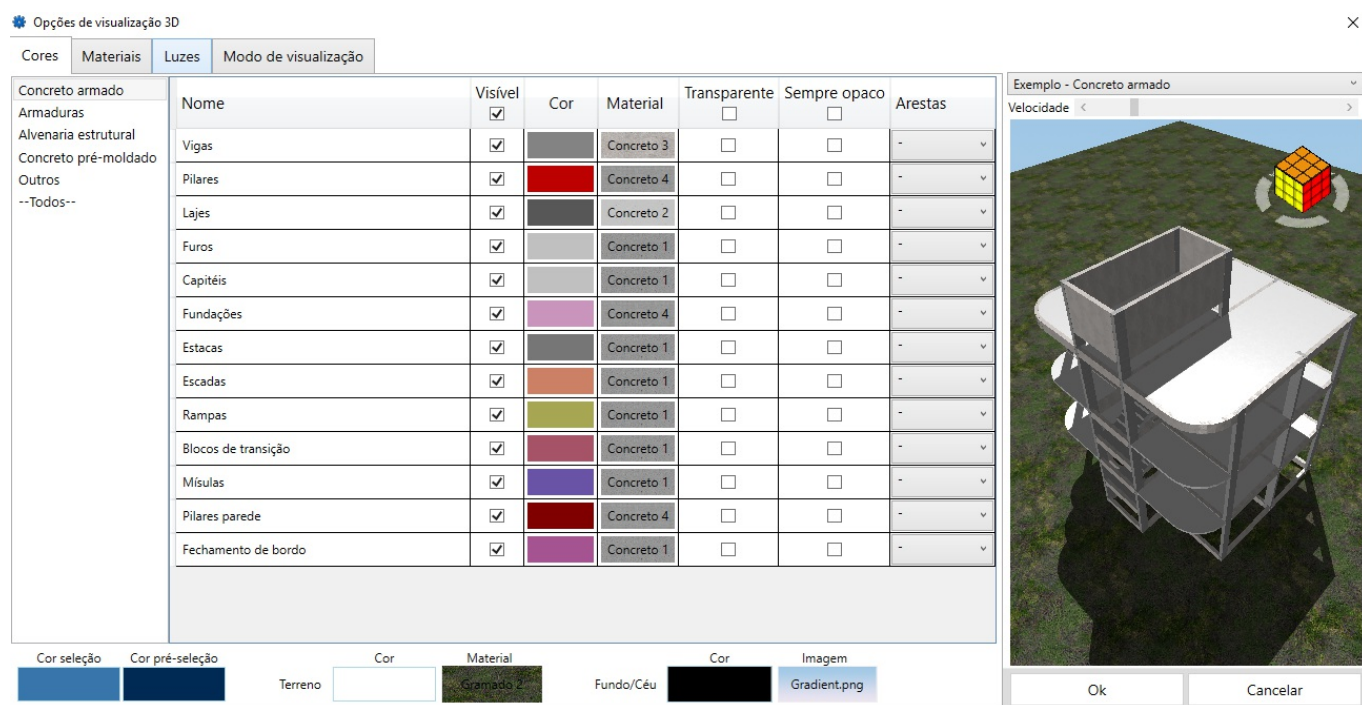 Opções de visualização 3D
Cores Materiais Luzes Modo de visualização
Concreto armado
Armaduras
Alvenaria estrutural
Concreto pré-moldado
Outros
--Todos--
Nome Visível Cor Material Transparente Sempre opaco Arestas
Vigas Concreto 3 -
Pilares Concreto 4 -
Lajes Concreto 2 -
Furos Concreto 1 -
Capitéis Concreto 1 -
Fundações Concreto 4 -
Estacas Concreto 1 -
Escadas Concreto 1 -
Rampas Concreto 1 -
Blocos de transição Concreto 1 -
Mísulas Concreto 1 -
Pilares parede Concreto 4 -
Fechamento de bordo Concreto 1 -
Exemplo - Concreto armado
Velocidade
Cor seleção Cor pré-seleção Cor Material Cor Imagem
Terreno Gramado 2 Fundo/Céu Gradient.png
Ok Cancelar